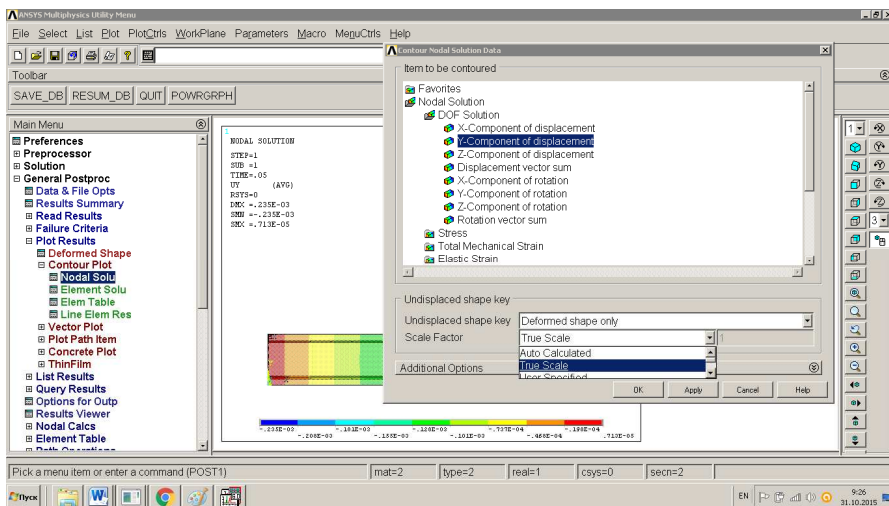 ANSYS Multiphysics Utility Menu
File Select List Plot PlotCtrls WorkPlane Parameters Macro MenuCtrls Help
Toolbar
SAVE_DB RESUM_DB QUIT POWRGRPH
Main Menu
Preferences
Preprocessor
Solution
General Postproc
Data & File Opts
Results Summary
Read Results
Failure Criteria
Plot Results
Deformed Shape
Contour Plot
Nodal Solu
Element Solu
Elem Table
Line Elem Res
Vector Plot
Plot Path Item
Concrete Plot
ThinFilm
List Results
Query Results
Options for Outp
Results Viewer
Nodal Calcs
Element Table
Path Operations
1
NODAL SOLUTION
STEP=1
SUB =1
TIME=.05
UY (AVG)
RSYS=0
DMX =.235E-03
SMN =-.235E-03
SMX =.713E-05
-.235E-03 -.181E-03 -.128E-03 -.737E-04 -.198E-04
-.208E-03 -.155E-03 -.101E-03 -.468E-04 .713E-05
Contour Nodal Solution Data
Item to be contoured
Favorites
Nodal Solution
DOF Solution
X-Component of displacement
Y-Component of displacement
Z-Component of displacement
Displacement vector sum
X-Component of rotation
Y-Component of rotation
Z-Component of rotation
Rotation vector sum
Stress
Total Mechanical Strain
Elastic Strain
Undisplaced shape key
Undisplaced shape key Deformed shape only
Scale Factor True Scale 1
Auto Calculated
True Scale
User Specified
Additional Options
OK Apply Cancel Help
1
3
Pick a menu item or enter a command (POST1) mat=2 type=2 real=1 csys=0 secn=2
Пуск EN 9:26
31.10.2015